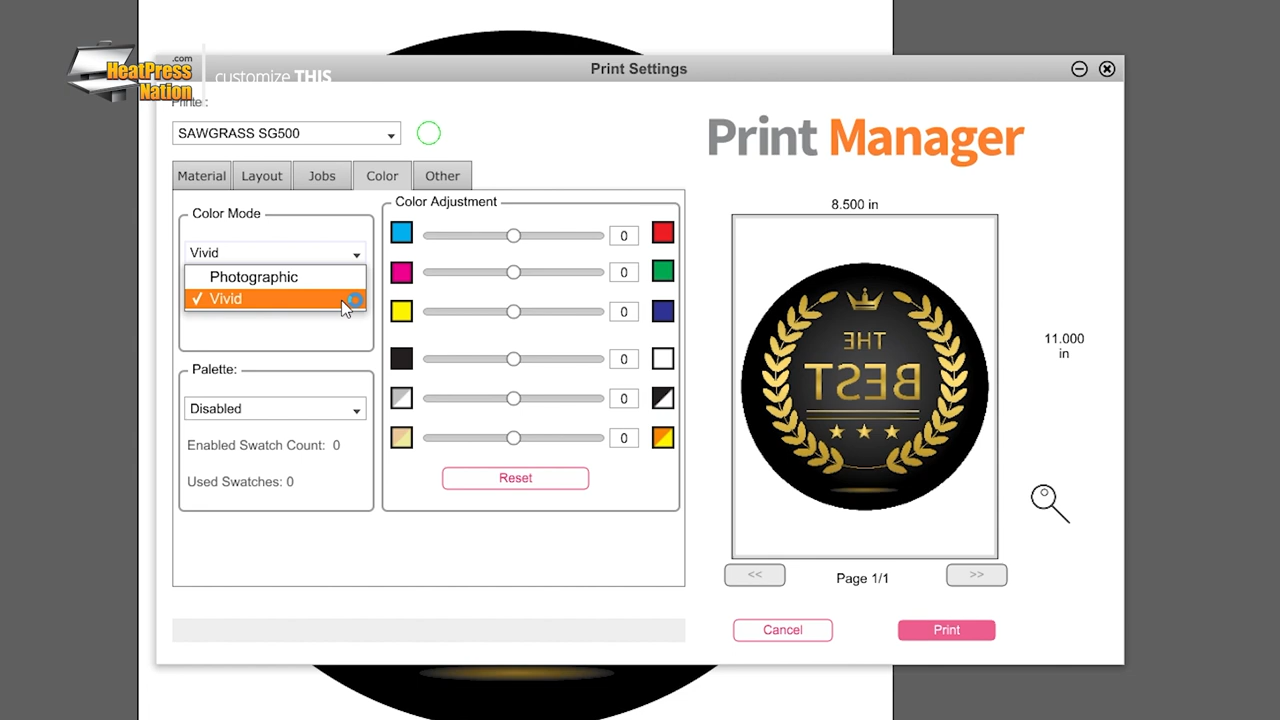 .com
HeatPress
Nation
customize THIS
Print Settings
Printer:
SAWGRASS SG500
Print Manager
Material
Layout
Jobs
Color
Other
Color Mode
Vivid
Photographic
✓ Vivid
Color Adjustment
0
0
0
0
0
0
Reset
Palette:
Disabled
Enabled Swatch Count: 0
Used Swatches: 0
8.500 in
THE
BEST
11.000
in
<<
Page 1/1
>>
Cancel
Print